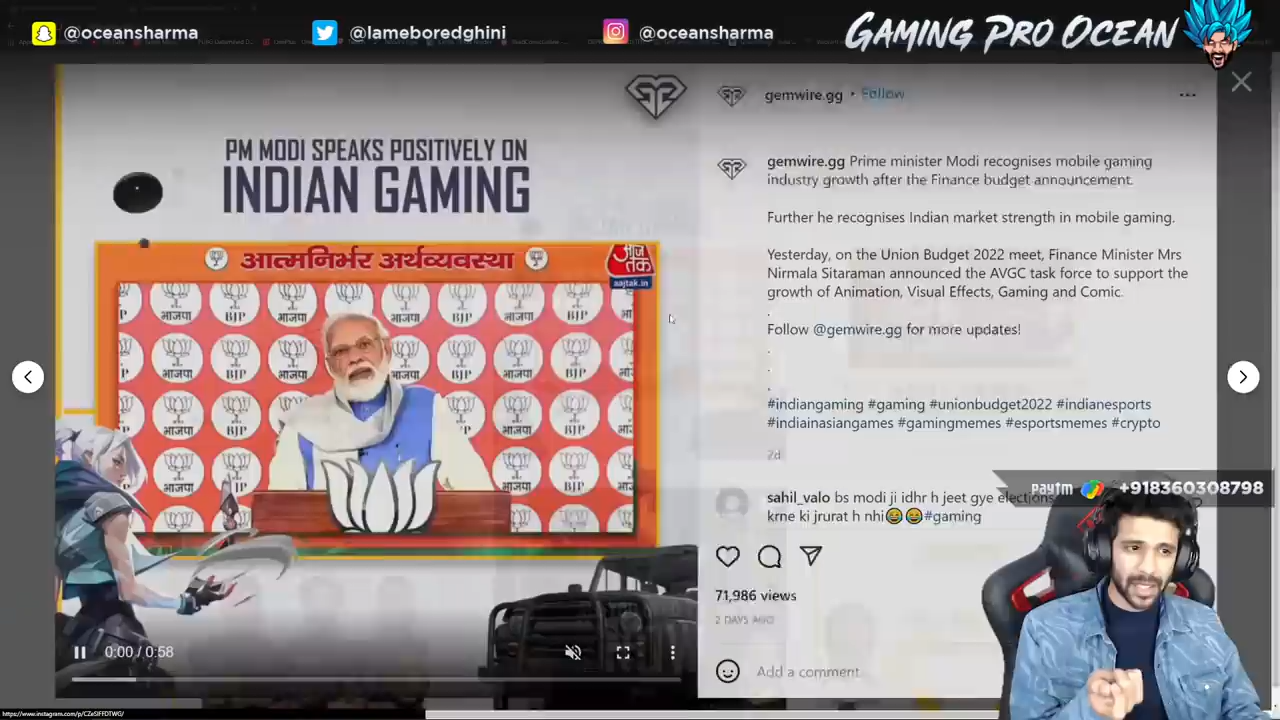 @oceansharma
@lameboredghini
@oceansharma
GAMING PRO OCEAN
PM MODI SPEAKS POSITIVELY ON
INDIAN GAMING
आत्मनिर्भर अर्थव्यवस्था
आज तक
aajtak.in
भाजपा
BJP
gemwire.gg • Follow
gemwire.gg Prime minister Modi recognises mobile gaming
industry growth after the Finance budget announcement.
Further he recognises Indian market strength in mobile gaming.
Yesterday, on the Union Budget 2022 meet, Finance Minister Mrs
Nirmala Sitaraman announced the AVGC task force to support the
growth of Animation, Visual Effects, Gaming and Comic.
.
Follow @gemwire.gg for more updates!
.
.
.
#indiangaming #gaming #unionbudget2022 #indianesports
#indiainasiangames #gamingmemes #esportsmemes #crypto
2d
paytm +918360308798
sahil_valo bs modi ji idhr h jeet gye elections
krne ki jrurat h nhi😂😂#gaming
71,986 views
2 DAYS AGO
0:00 / 0:58
Add a comment